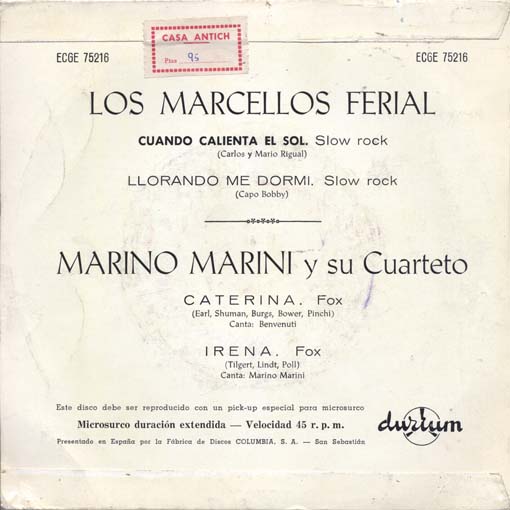 CASA ANTICH
ECGE 75216
Ptas 95
ECGE 75216
LOS MARCELLOS FERIAL
CUANDO CALIENTA EL SOL. Slow rock
(Carlos y Mario Rigual)
LLORANDO ME DORMI. Slow rock
(Capo Bobby)
MARINO MARINI y su Cuarteto
CATERINA. Fox
(Earl, Shuman, Burgs, Bower, Pinchi)
Canta: Benvenuti
IRENA. Fox
(Tilgert, Lindt, Poll)
Canta: Marino Marini
Este disco debe ser reproducido con un pick-up especial para microsurco
Microsurco duración extendida — Velocidad 45 r. p. m.
Presentado en España por la Fábrica de Discos COLUMBIA, S. A. — San Sebastián
durium